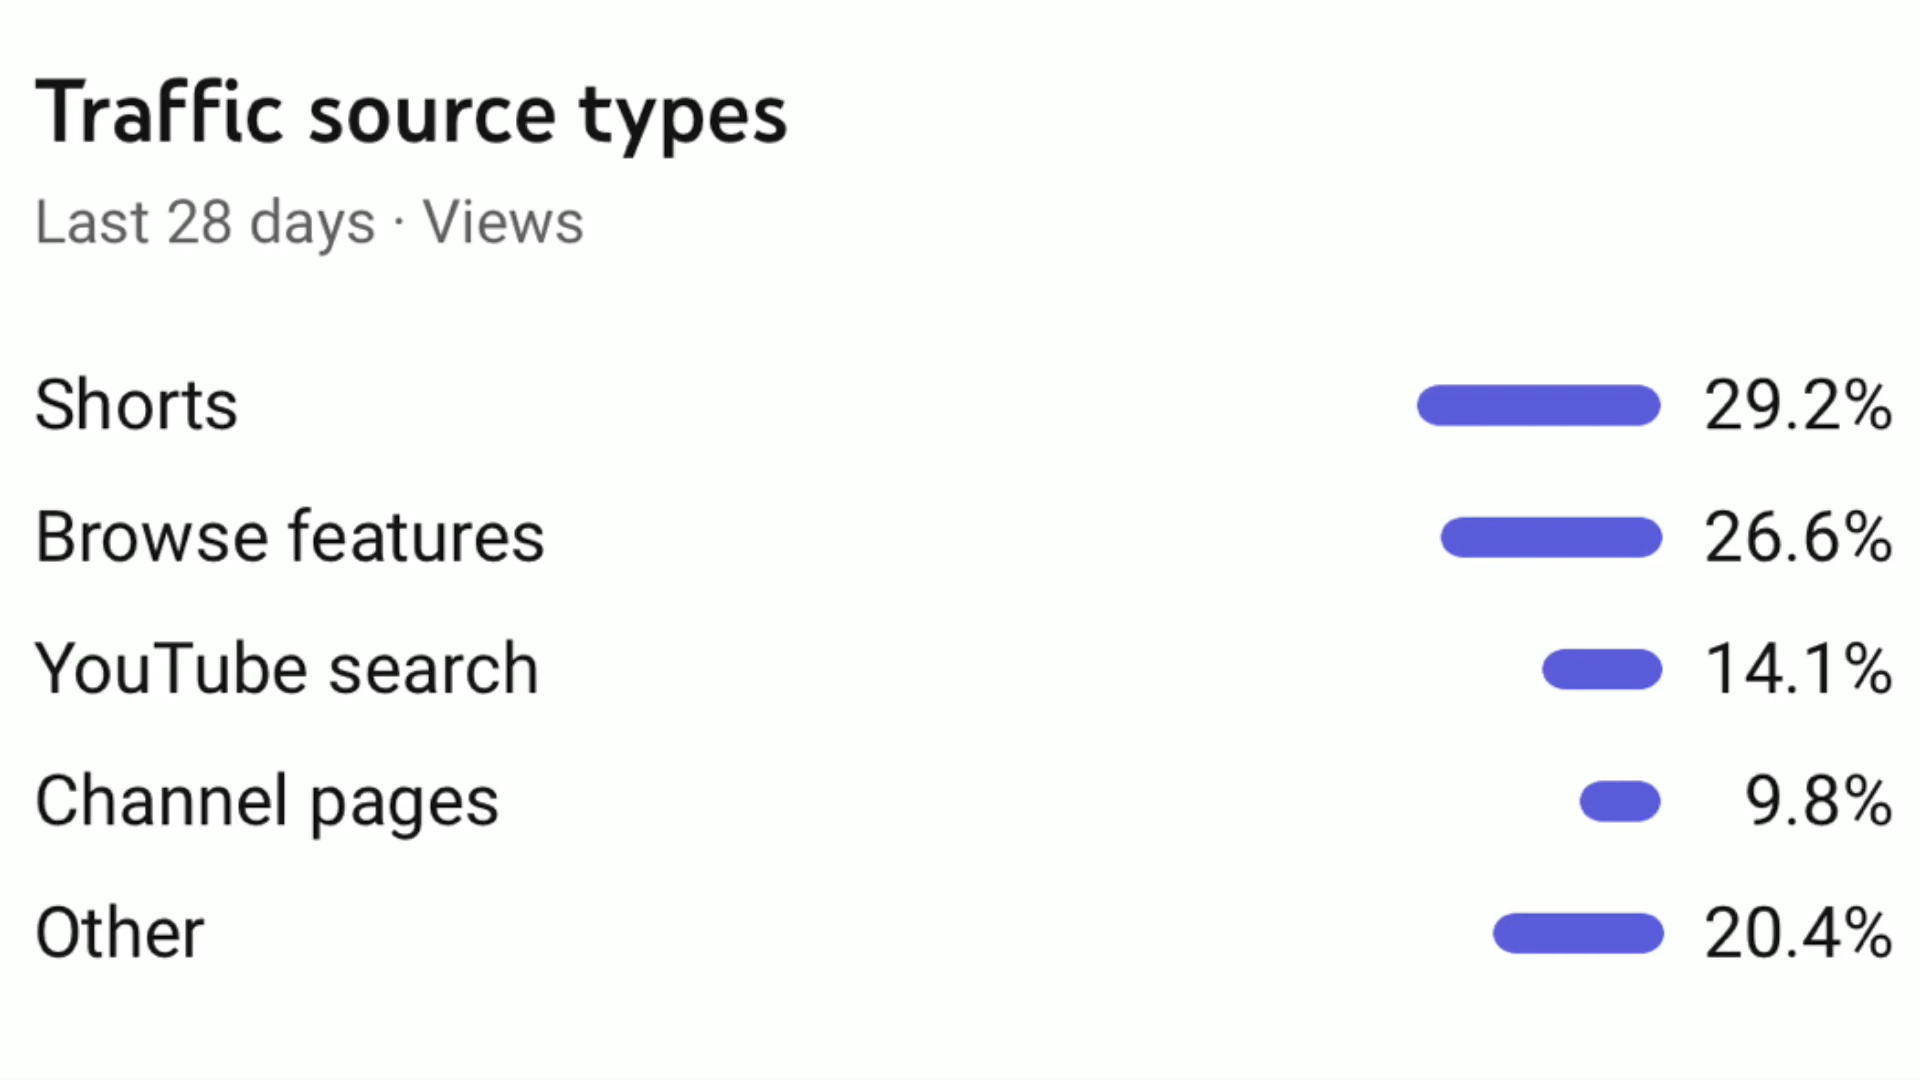 Traffic source types
Last 28 days · Views
Shorts 29.2%
Browse features 26.6%
YouTube search 14.1%
Channel pages 9.8%
Other 20.4%